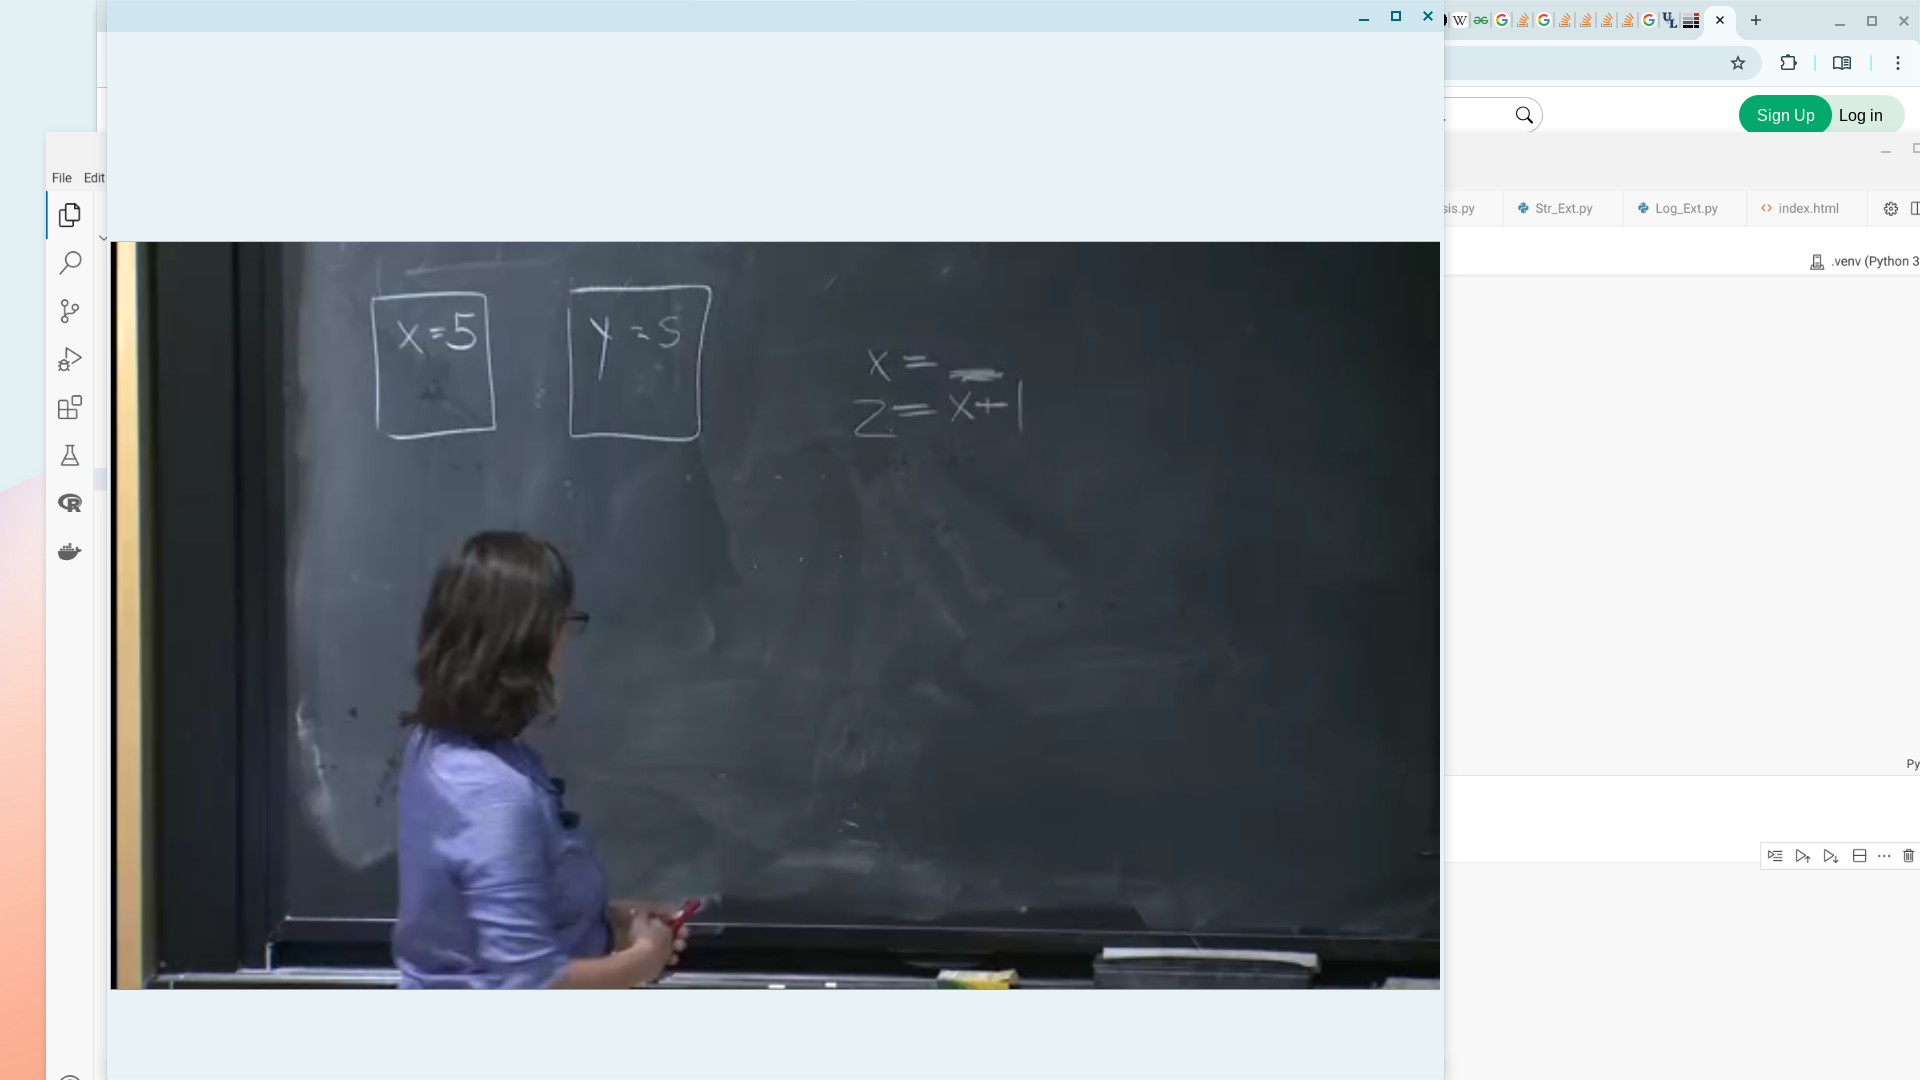 Sign Up
Log in
File Edit
sis.py
Str_Ext.py
Log_Ext.py
index.html
.venv (Python 3
x=5
y=5
x=
z=x+1
Py